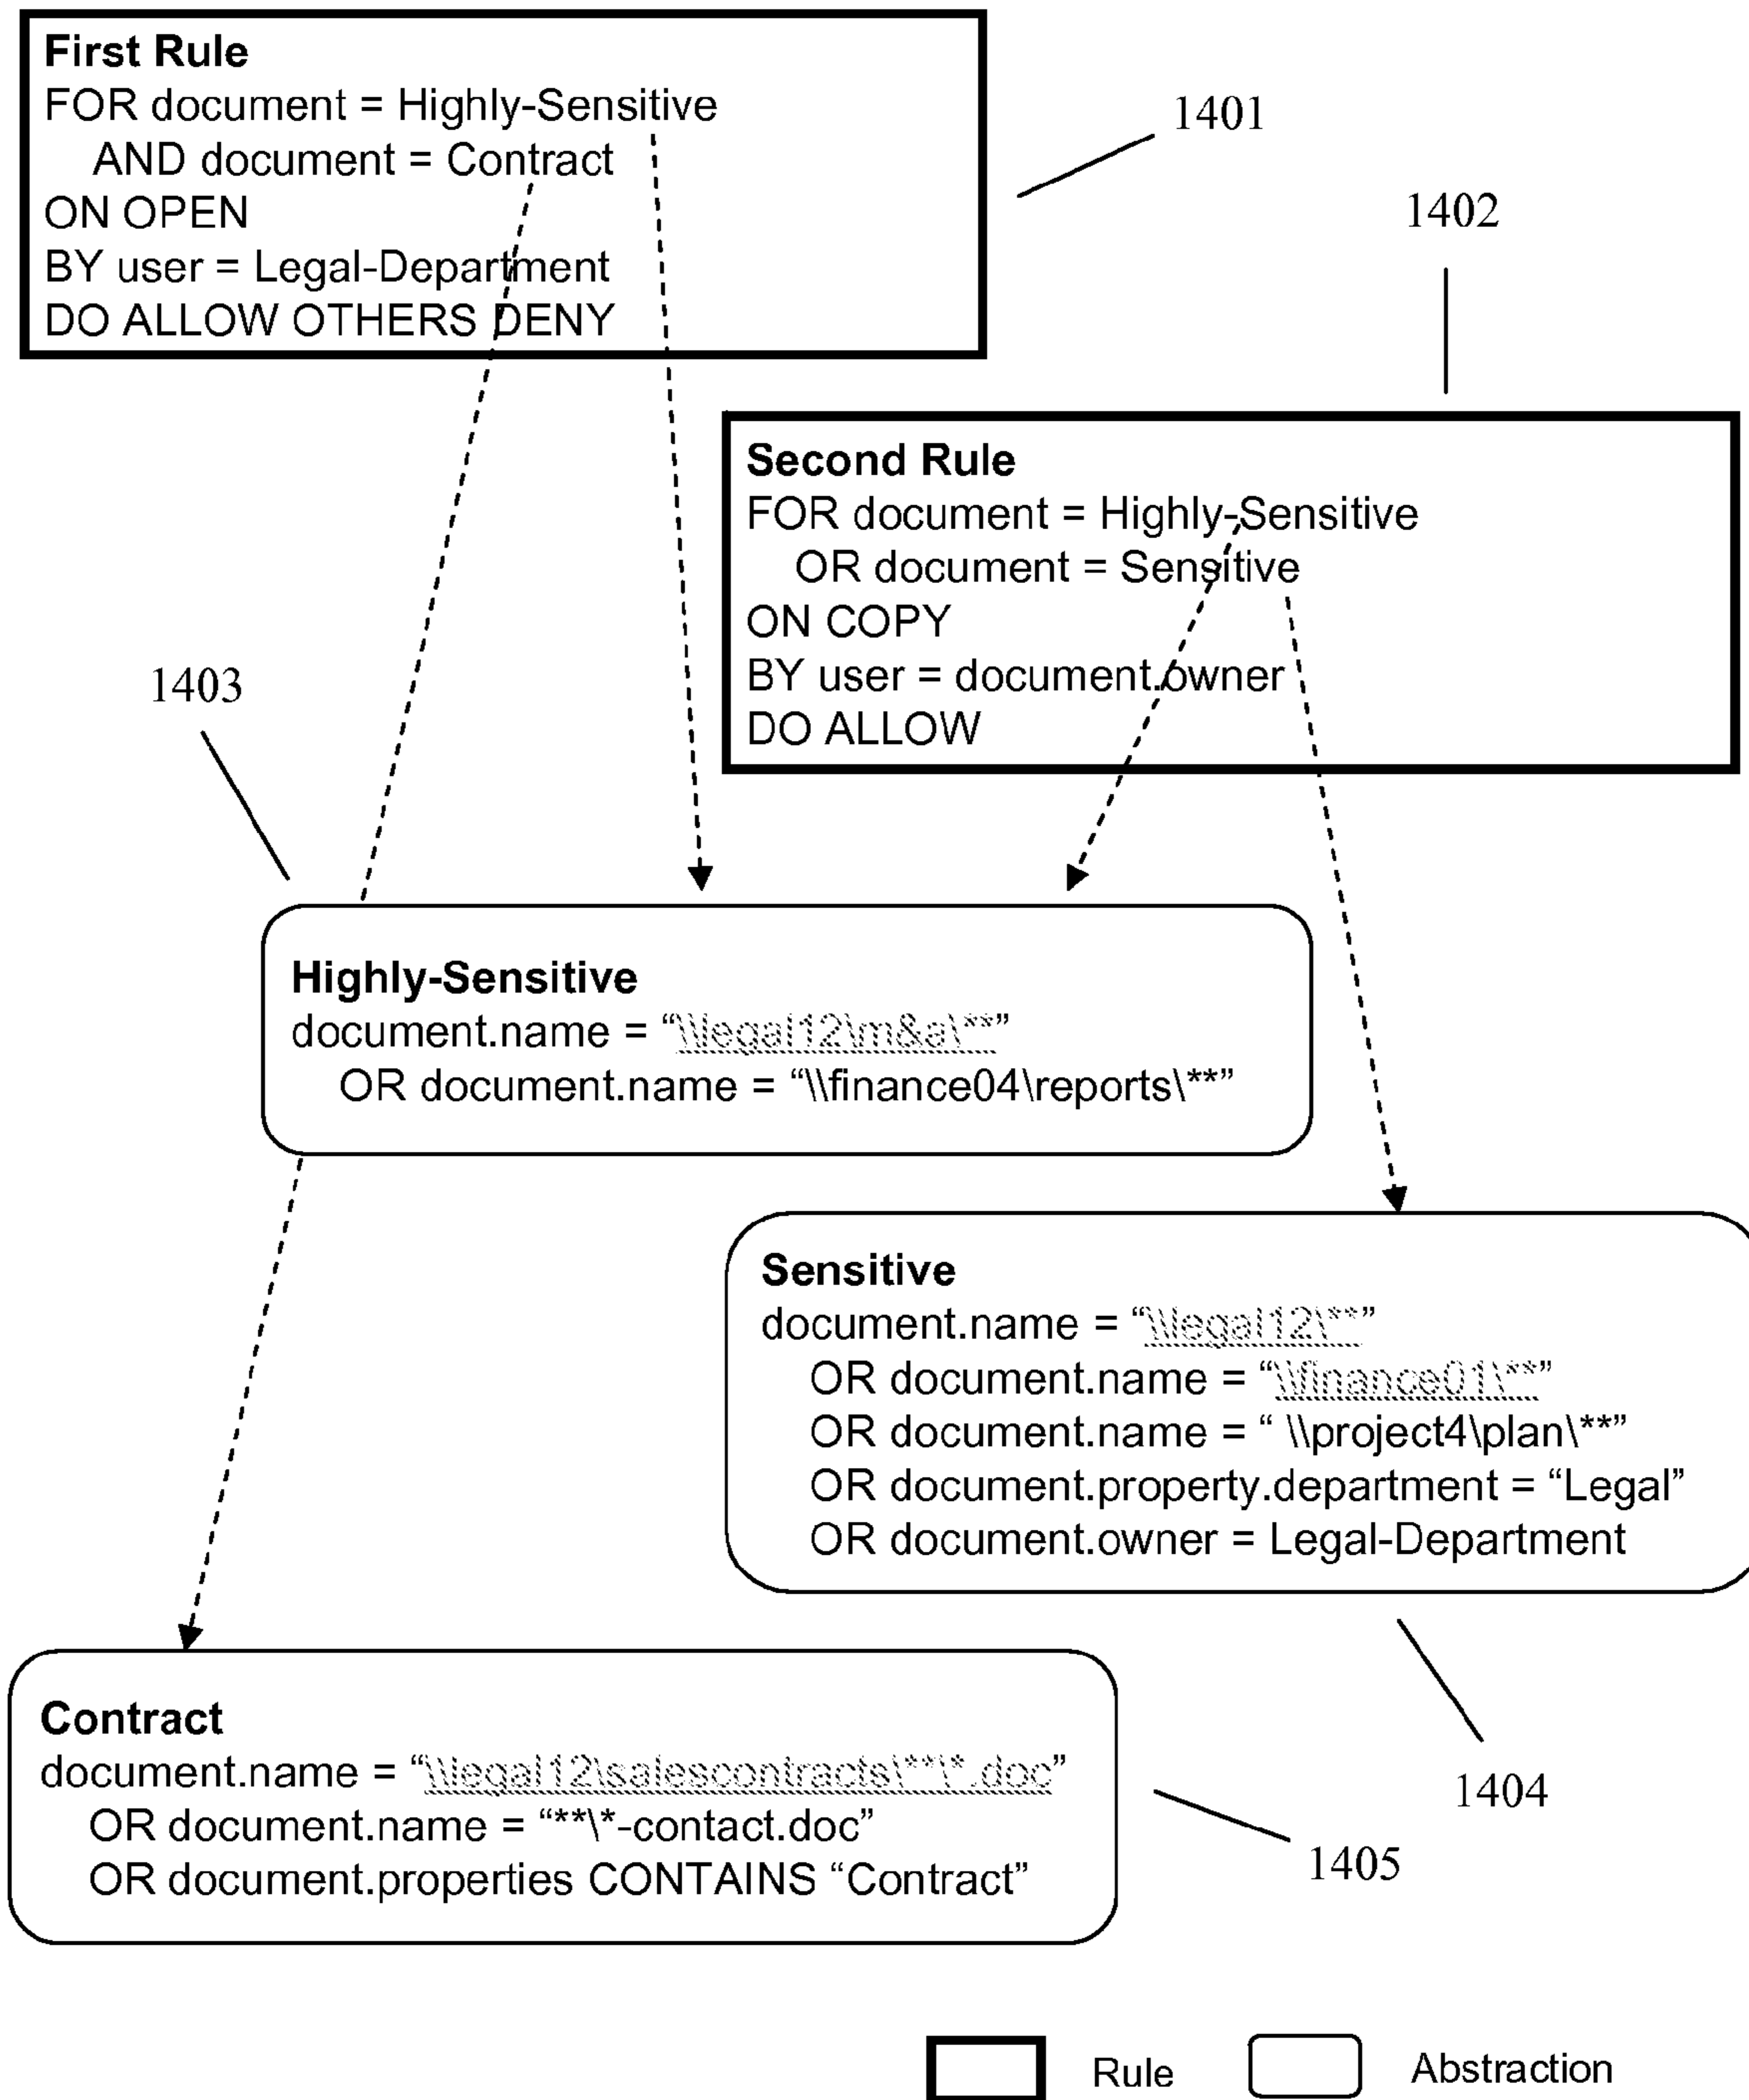 First Rule
FOR document = Highly-Sensitive
AND document = Contract
ON OPEN
BY user = Legal-Department
DO ALLOW OTHERS DENY
1401
1402
Second Rule
FOR document = Highly-Sensitive
OR document = Sensitive
ON COPY
BY user = document.owner
DO ALLOW
1403
Highly-Sensitive
document.name = “\\legal12\m&a\**”
OR document.name = “\\finance04\reports\**”
Sensitive
document.name = “\\legal12\**”
OR document.name = “\\finance01\**”
OR document.name = “ \\project4\plan\**”
OR document.property.department = “Legal”
OR document.owner = Legal-Department
1404
Contract
document.name = “\\legal12\salescontracts\**\*.doc”
OR document.name = “**\*-contact.doc”
OR document.properties CONTAINS “Contract”
1405
Rule
Abstraction